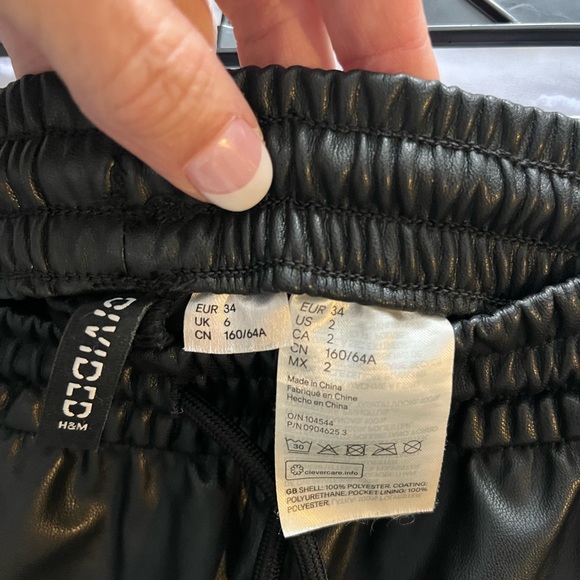 DIVIDED
H&M
EUR 34
UK 6
CN 160/64A
EUR 34
US 2
CA 2
CN 160/64A
MX 2
Made in China
Fabriqué en Chine
Hecho en China
O/N 104544
P/N 0904625 3
30
clevercare.info
GB SHELL: 100% POLYESTER. COATING:
POLYURETHANE. POCKET LINING: 100%
POLYESTER